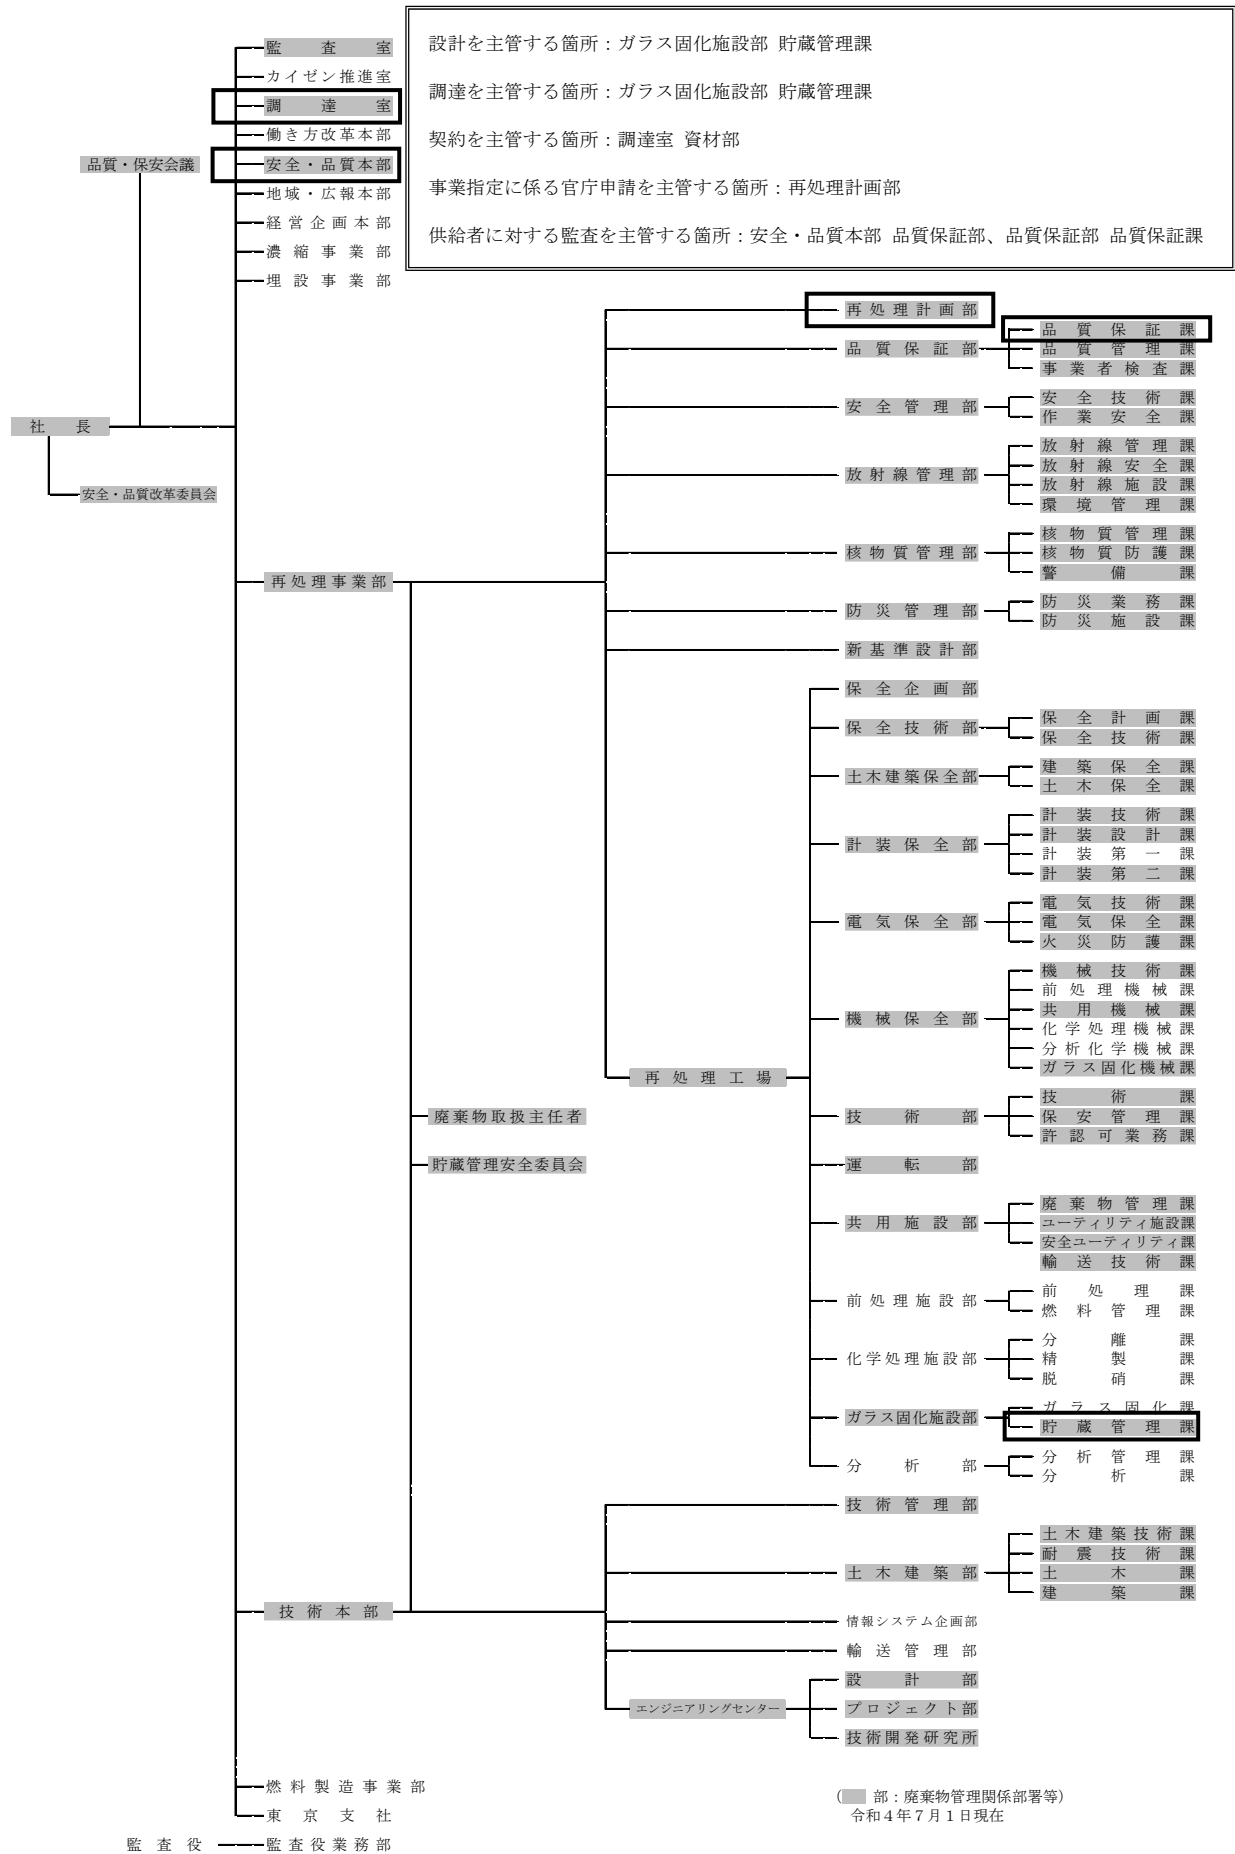 設計を主管する箇所：ガラス固化施設部 貯蔵管理課
調達を主管する箇所：ガラス固化施設部 貯蔵管理課
契約を主管する箇所：調達室 資材部
事業指定に係る官庁申請を主管する箇所：再処理計画部
供給者に対する監査を主管する箇所：安全・品質本部 品質保証部、品質保証部 品質保証課
監査室
カイゼン推進室
調達室
働き方改革本部
品質・保安会議
安全・品質本部
地域・広報本部
経営企画本部
濃縮事業部
埋設事業部
社長
安全・品質改革委員会
再処理事業部
廃棄物取扱主任者
貯蔵管理安全委員会
再処理計画部
品質保証部
品質保証課
品質管理課
事業者検査課
安全管理部
安全技術課
作業安全課
放射線管理部
放射線管理課
放射線安全課
放射線施設課
環境管理課
核物質管理部
核物質管理課
核物質防護課
警備課
防災管理部
防災業務課
防災施設課
新基準設計部
再処理工場
保全企画部
保全技術部
保全計画課
保全技術課
土木建築保全部
建築保全課
土木保全課
計装保全部
計装技術課
計装設計課
計装第一課
計装第二課
電気保全部
電気技術課
電気保全課
火災防護課
機械保全部
機械技術課
前処理機械課
共用機械課
化学処理機械課
分析化学機械課
ガラス固化機械課
技術部
技術課
保安管理課
許認可業務課
運転部
共用施設部
廃棄物管理課
ユーティリティ施設課
安全ユーティリティ課
輸送技術課
前処理施設部
前処理課
燃料管理課
化学処理施設部
分離課
精製課
脱硝課
ガラス固化施設部
ガラス固化課
貯蔵管理課
分析部
分析管理課
分析課
技術本部
技術管理部
土木建築部
土木建築技術課
耐震技術課
土木課
建築課
情報システム企画部
輸送管理部
エンジニアリングセンター
設計部
プロジェクト部
技術開発研究所
燃料製造事業部
東京支社
監査役
監査役業務部
( 部：廃棄物管理関係部署等)
令和4年7月1日現在